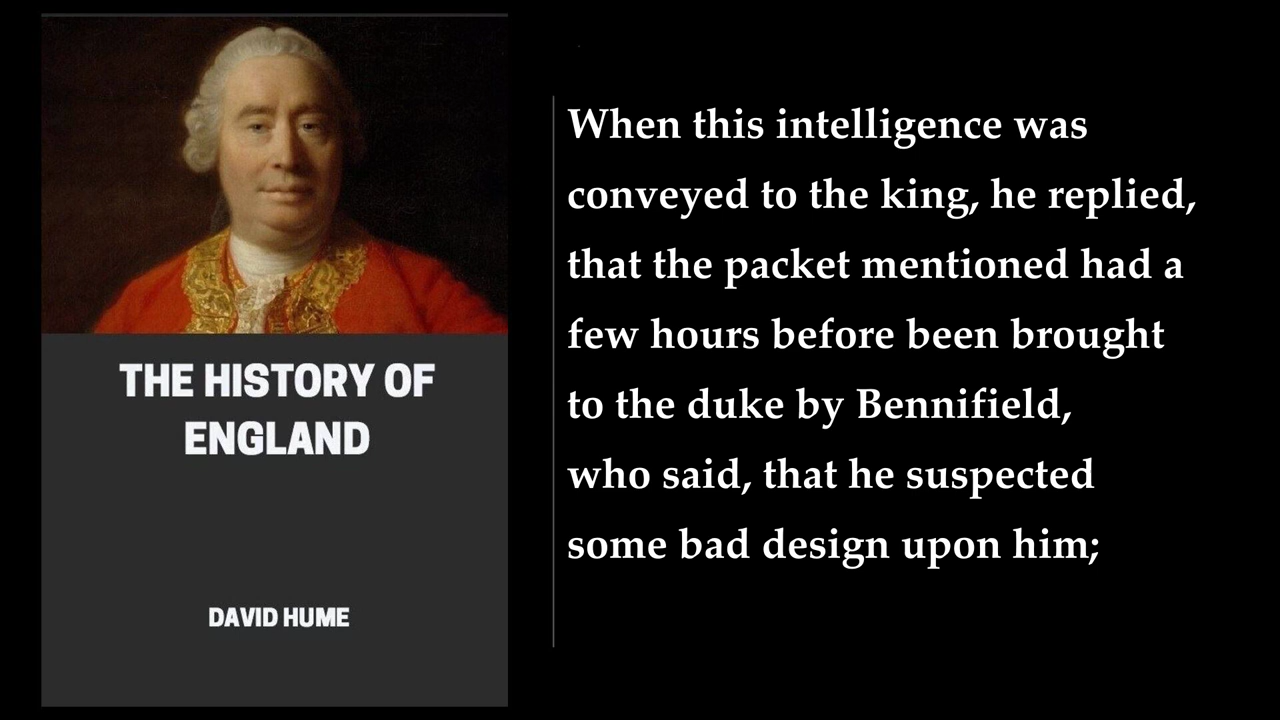 THE HISTORY OF
ENGLAND
DAVID HUME
When this intelligence was
conveyed to the king, he replied,
that the packet mentioned had a
few hours before been brought
to the duke by Bennifield,
who said, that he suspected
some bad design upon him;